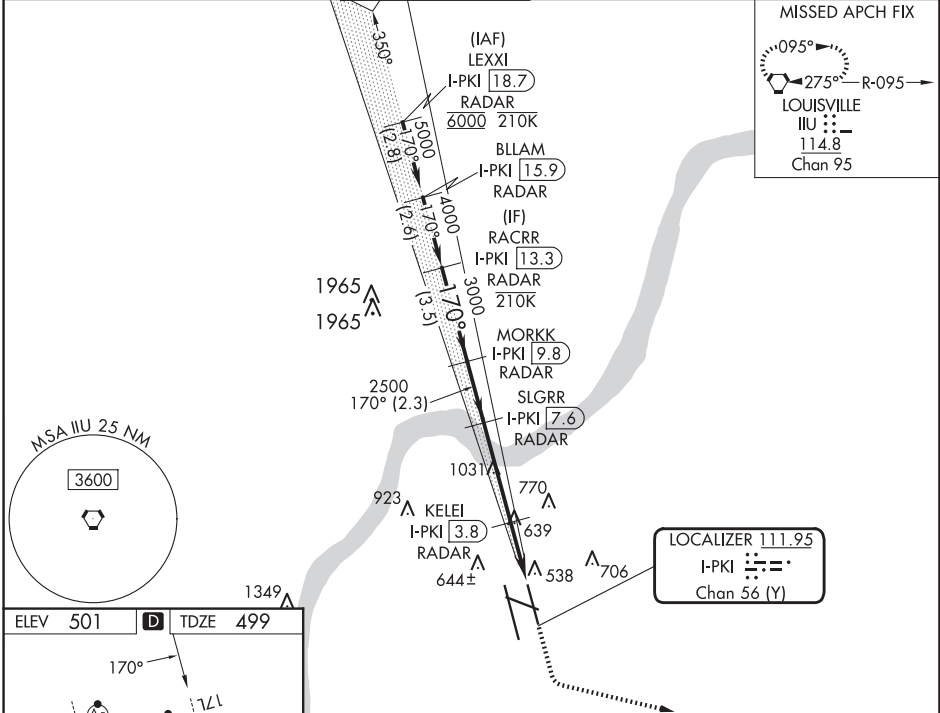 MISSED APCH FIX
095°
275°
R-095
LOUISVILLE
IIU
114.8
Chan 95
350°
(IAF)
LEXXI
I-PKI 18.7
RADAR
6000 210K
5000
170°
(2.8)
BLLAM
I-PKI 15.9
RADAR
4000
170°
(2.6)
(IF)
RACRR
I-PKI 13.3
RADAR
210K
3000
170°
(3.5)
1965
1965
MORKK
I-PKI 9.8
RADAR
2500
170° (2.3)
SLGRR
I-PKI 7.6
RADAR
MSA IIU 25 NM
3600
1031
770
923
KELEI
I-PKI 3.8
RADAR
639
644±
538
706
LOCALIZER 111.95
I-PKI
Chan 56 (Y)
1349
ELEV 501 D TDZE 499
170°
17L